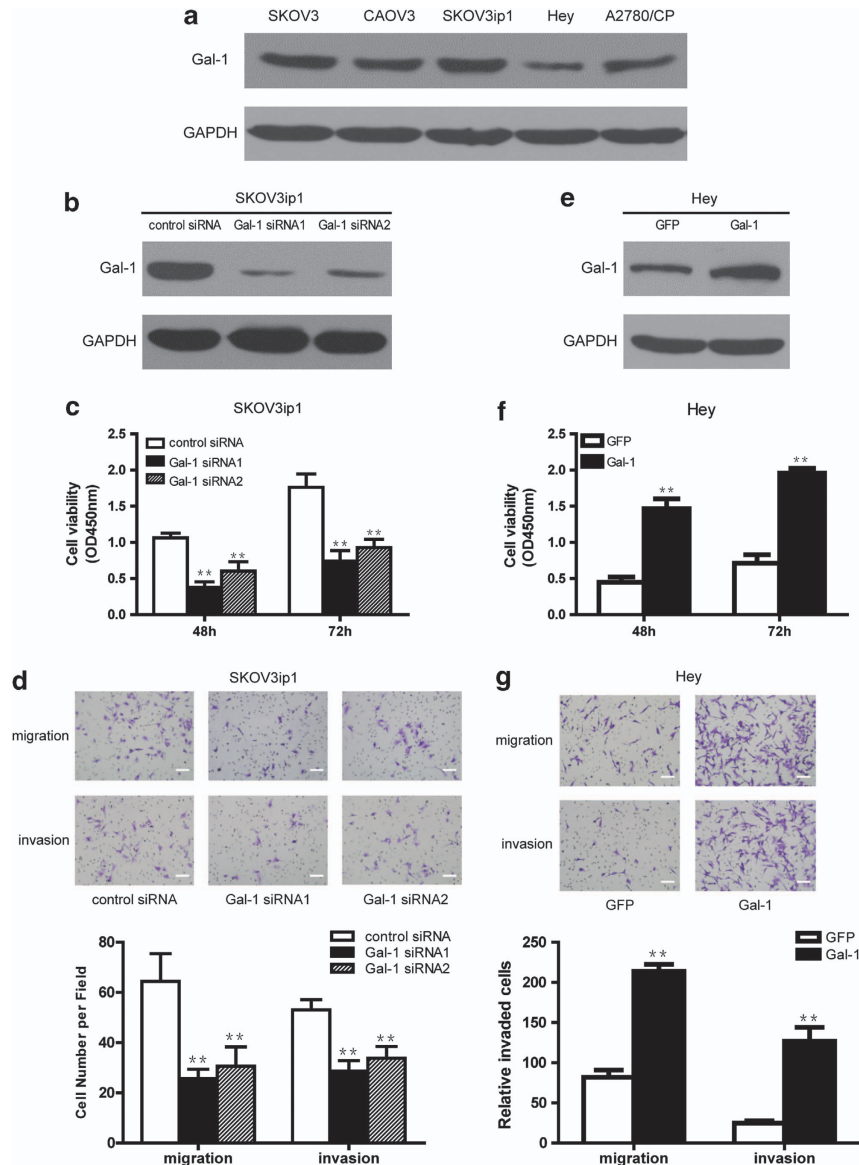 a
SKOV3 CAOV3 SKOV3ip1 Hey A2780/CP
Gal-1
GAPDH
b
SKOV3ip1
control siRNA Gal-1 siRNA1 Gal-1 siRNA2
Gal-1
GAPDH
e
Hey
GFP Gal-1
Gal-1
GAPDH
c
SKOV3ip1
control siRNA
Gal-1 siRNA1
Gal-1 siRNA2
Cell viability
(OD450nm)
2.5
2.0
1.5
1.0
0.5
0.0
** ** ** **
48h 72h
f
Hey
GFP
Gal-1
Cell viability
(OD450nm)
2.5
2.0
1.5
1.0
0.5
0.0
** **
48h 72h
d
SKOV3ip1
migration
invasion
control siRNA Gal-1 siRNA1 Gal-1 siRNA2
control siRNA
Gal-1 siRNA1
Gal-1 siRNA2
Cell Number per Field
80
60
40
20
0
** ** ** **
migration invasion
g
Hey
migration
invasion
GFP Gal-1
GFP
Gal-1
Relative invaded cells
250
200
150
100
50
0
** **
migration invasion